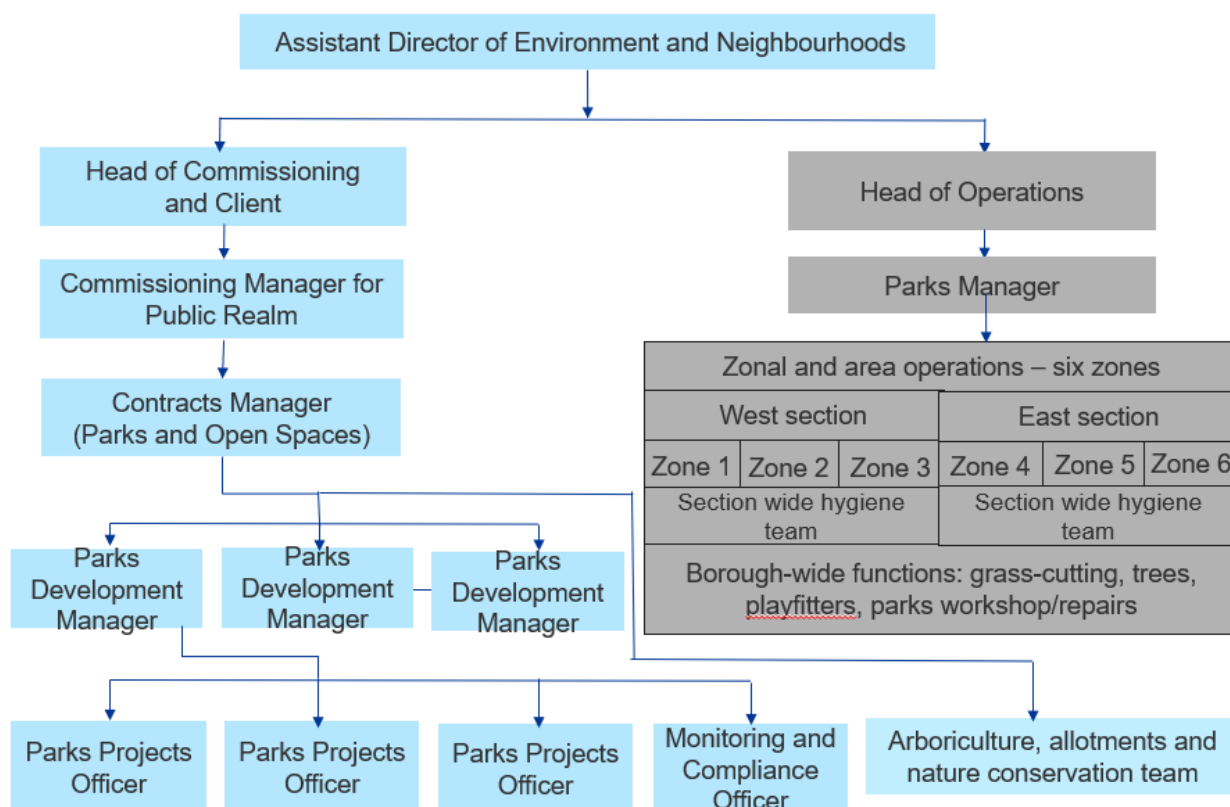 Assistant Director of Environment and Neighbourhoods
Head of Commissioning
and Client
Head of Operations
Commissioning Manager for
Public Realm
Parks Manager
Contracts Manager
(Parks and Open Spaces)
Zonal and area operations – six zones
West section
East section
Zone 1
Zone 2
Zone 3
Zone 4
Zone 5
Zone 6
Section wide hygiene
team
Section wide hygiene
team
Borough-wide functions: grass-cutting, trees,
playfitters, parks workshop/repairs
Parks
Development
Manager
Parks
Development
Manager
Parks
Development
Manager
Parks Projects
Officer
Parks Projects
Officer
Parks Projects
Officer
Monitoring and
Compliance
Officer
Arboriculture, allotments and
nature conservation team